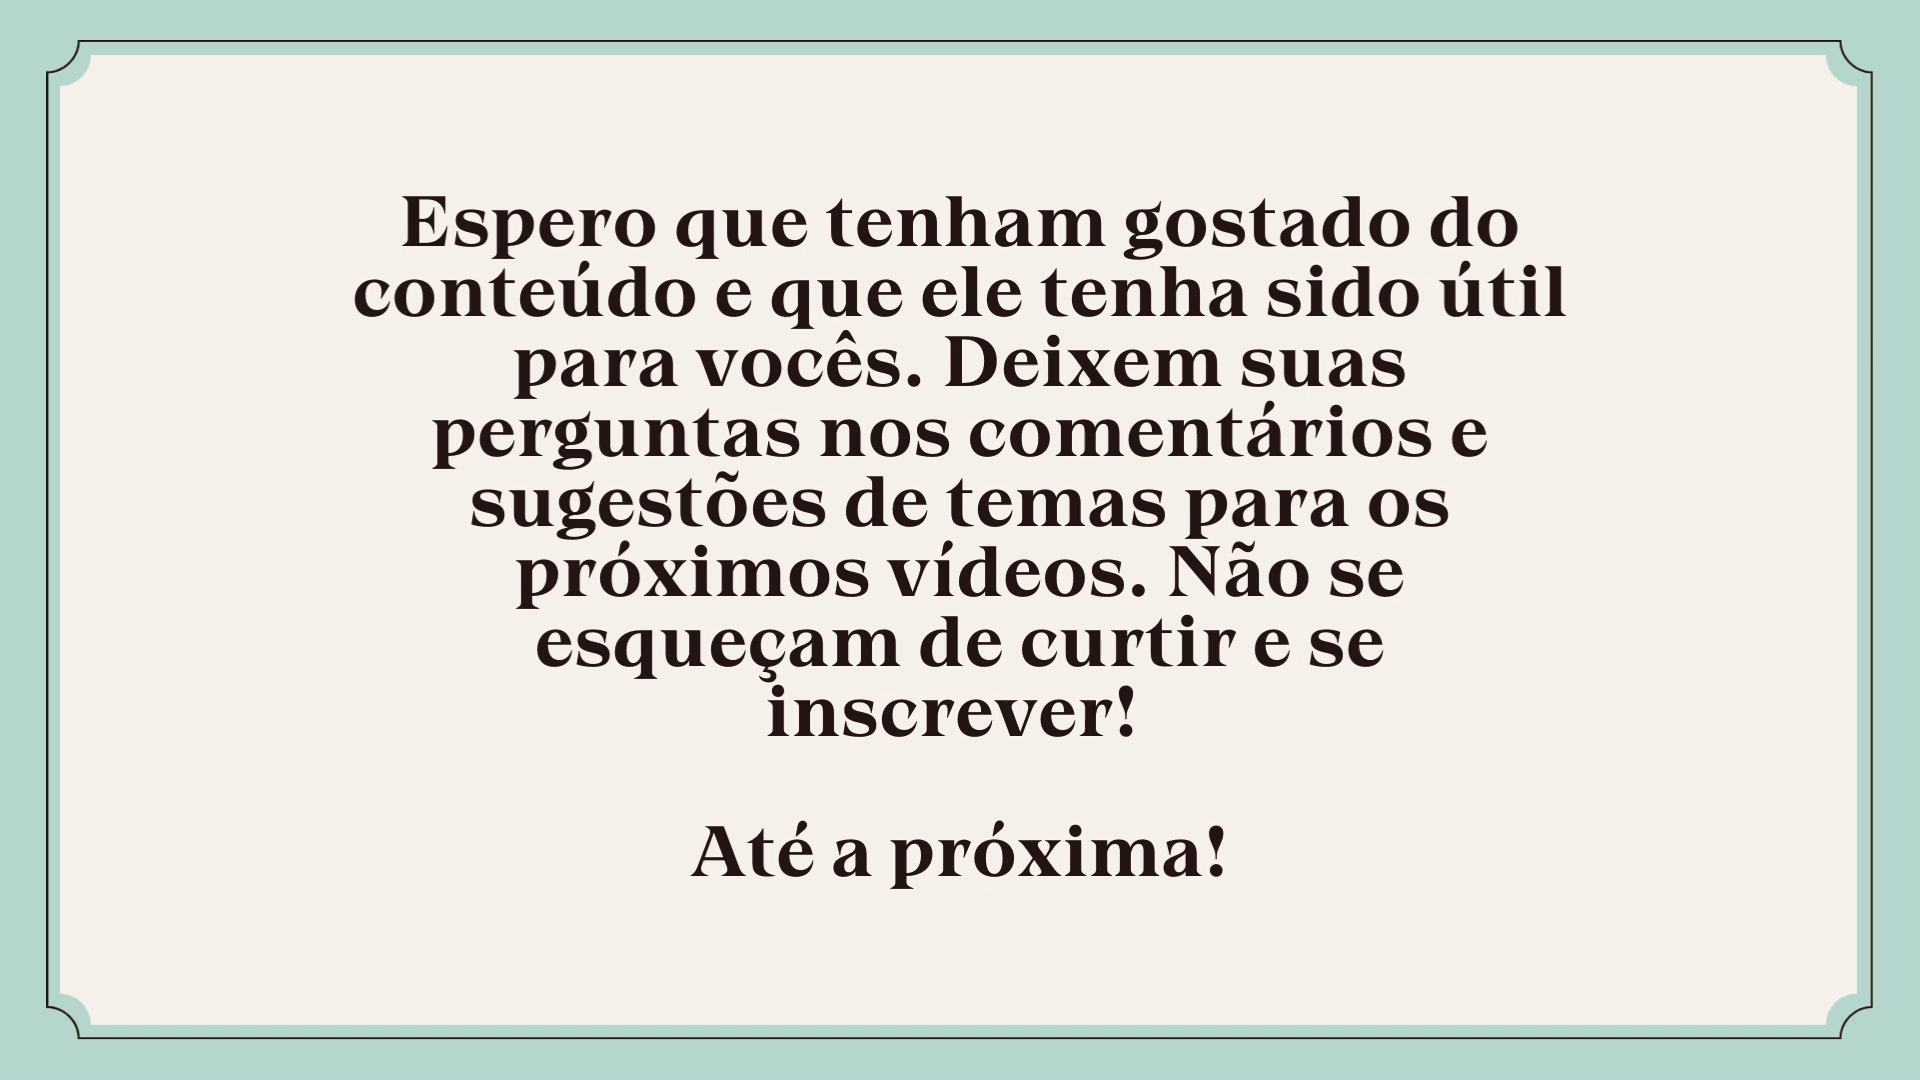 Espero que tenham gostado do
conteúdo e que ele tenha sido útil
para vocês. Deixem suas
perguntas nos comentários e
sugestões de temas para os
próximos vídeos. Não se
esqueçam de curtir e se
inscrever!
Até a próxima!